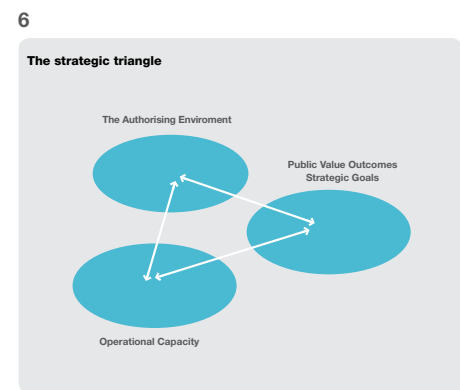 6
The strategic triangle
The Authorising Enviroment
Public Value Outcomes
Strategic Goals
Operational Capacity